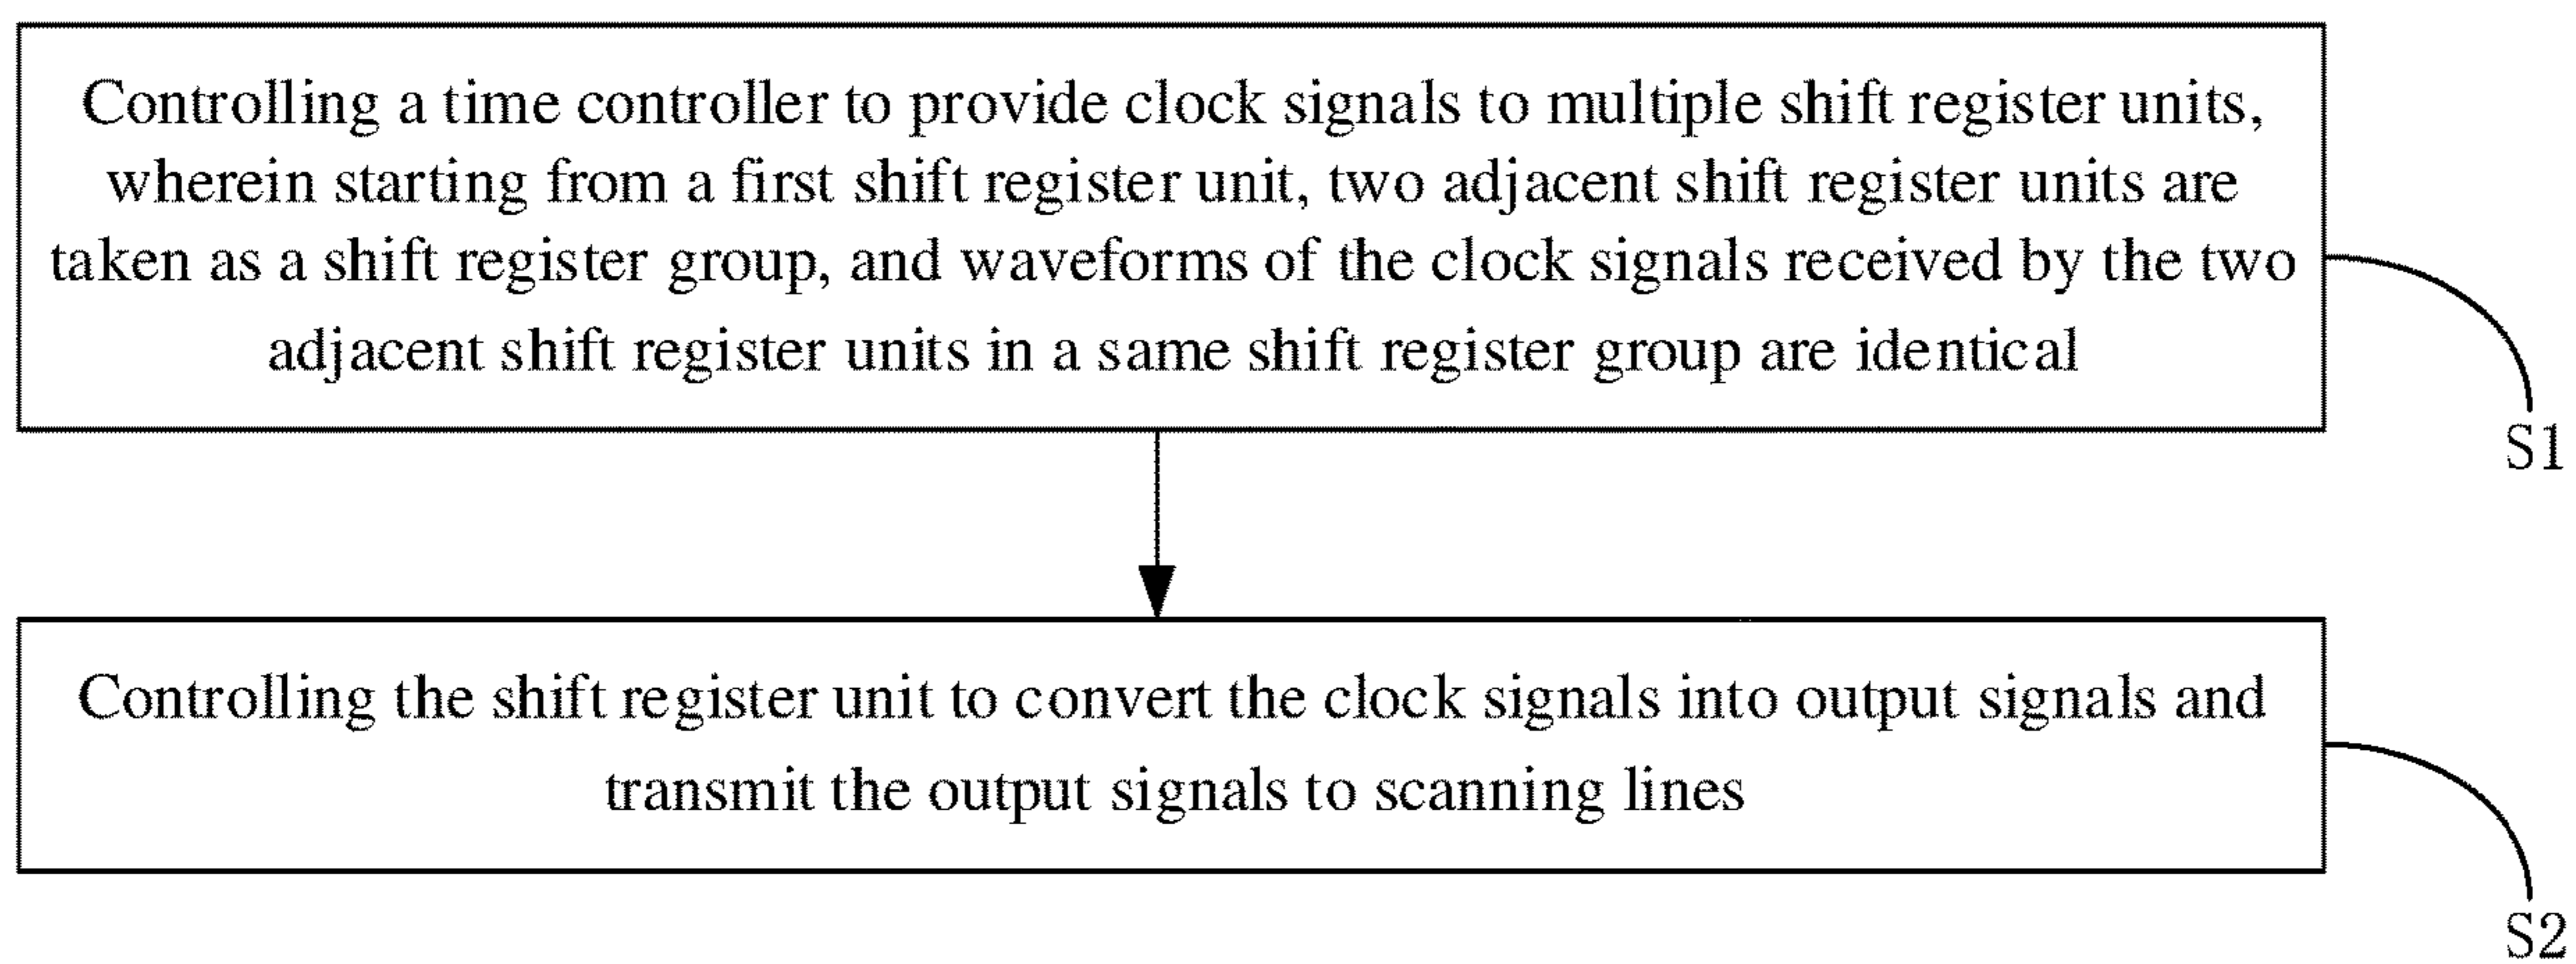 Controlling a time controller to provide clock signals to multiple shift register units,
wherein starting from a first shift register unit, two adjacent shift register units are
taken as a shift register group, and waveforms of the clock signals received by the two
adjacent shift register units in a same shift register group are identical
S1
Controlling the shift register unit to convert the clock signals into output signals and
transmit the output signals to scanning lines
S2